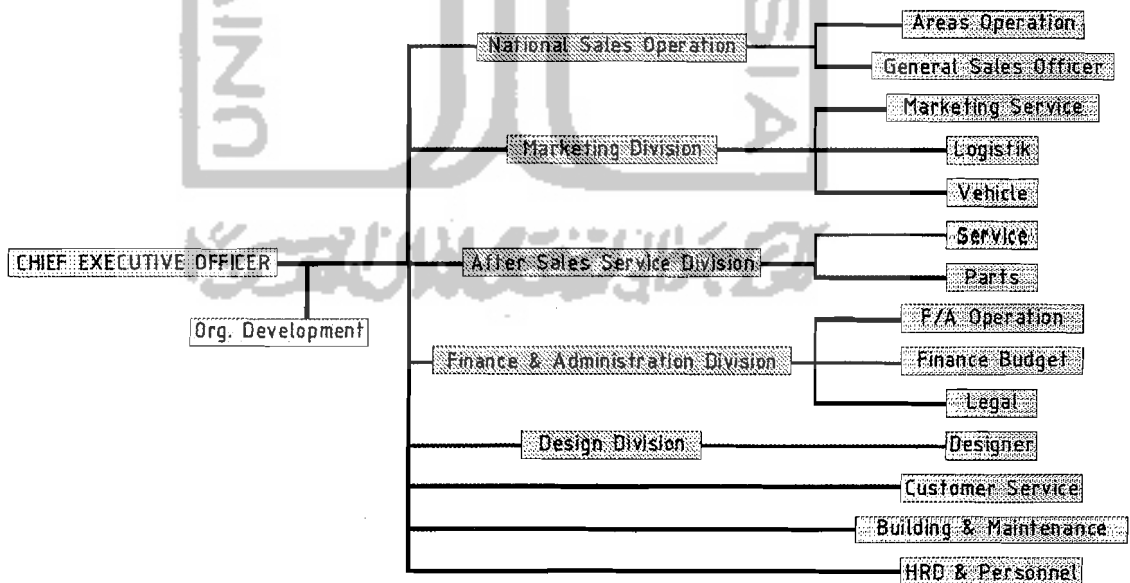 Areas Operation
National Sales Operation
General Sales Officer
Marketing Service
Marketing Division
Logistik
Vehicle
Service
CHIEF EXECUTIVE OFFICER
After Sales Service Division
Parts
Org. Development
F/A Operation
Finance & Administration Division
Finance Budget
Legal
Design Division
Designer
Customer Service
Building & Maintenance
HRD & Personnel